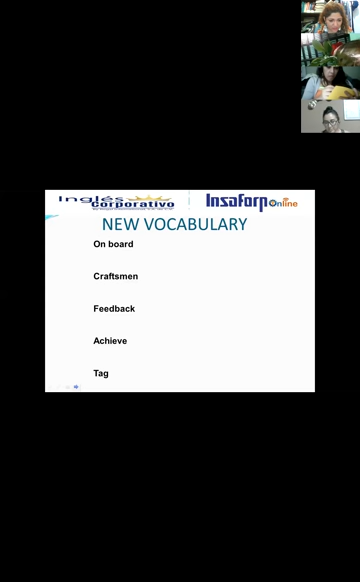 Inglés Corporativo
Insaforp Online
NEW VOCABULARY
On board
Craftsmen
Feedback
Achieve
Tag